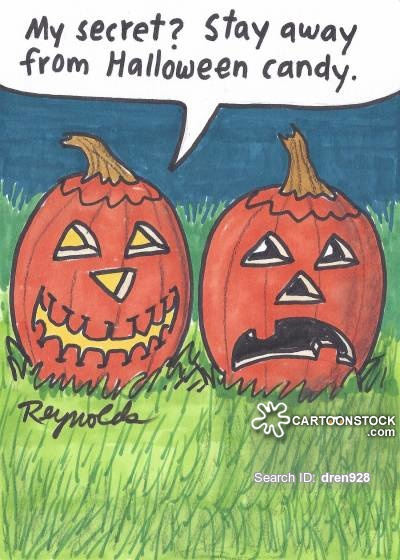 My secret? Stay away
from Halloween candy.
Reynolds
CARTOONSTOCK
.com
Search ID: dren928